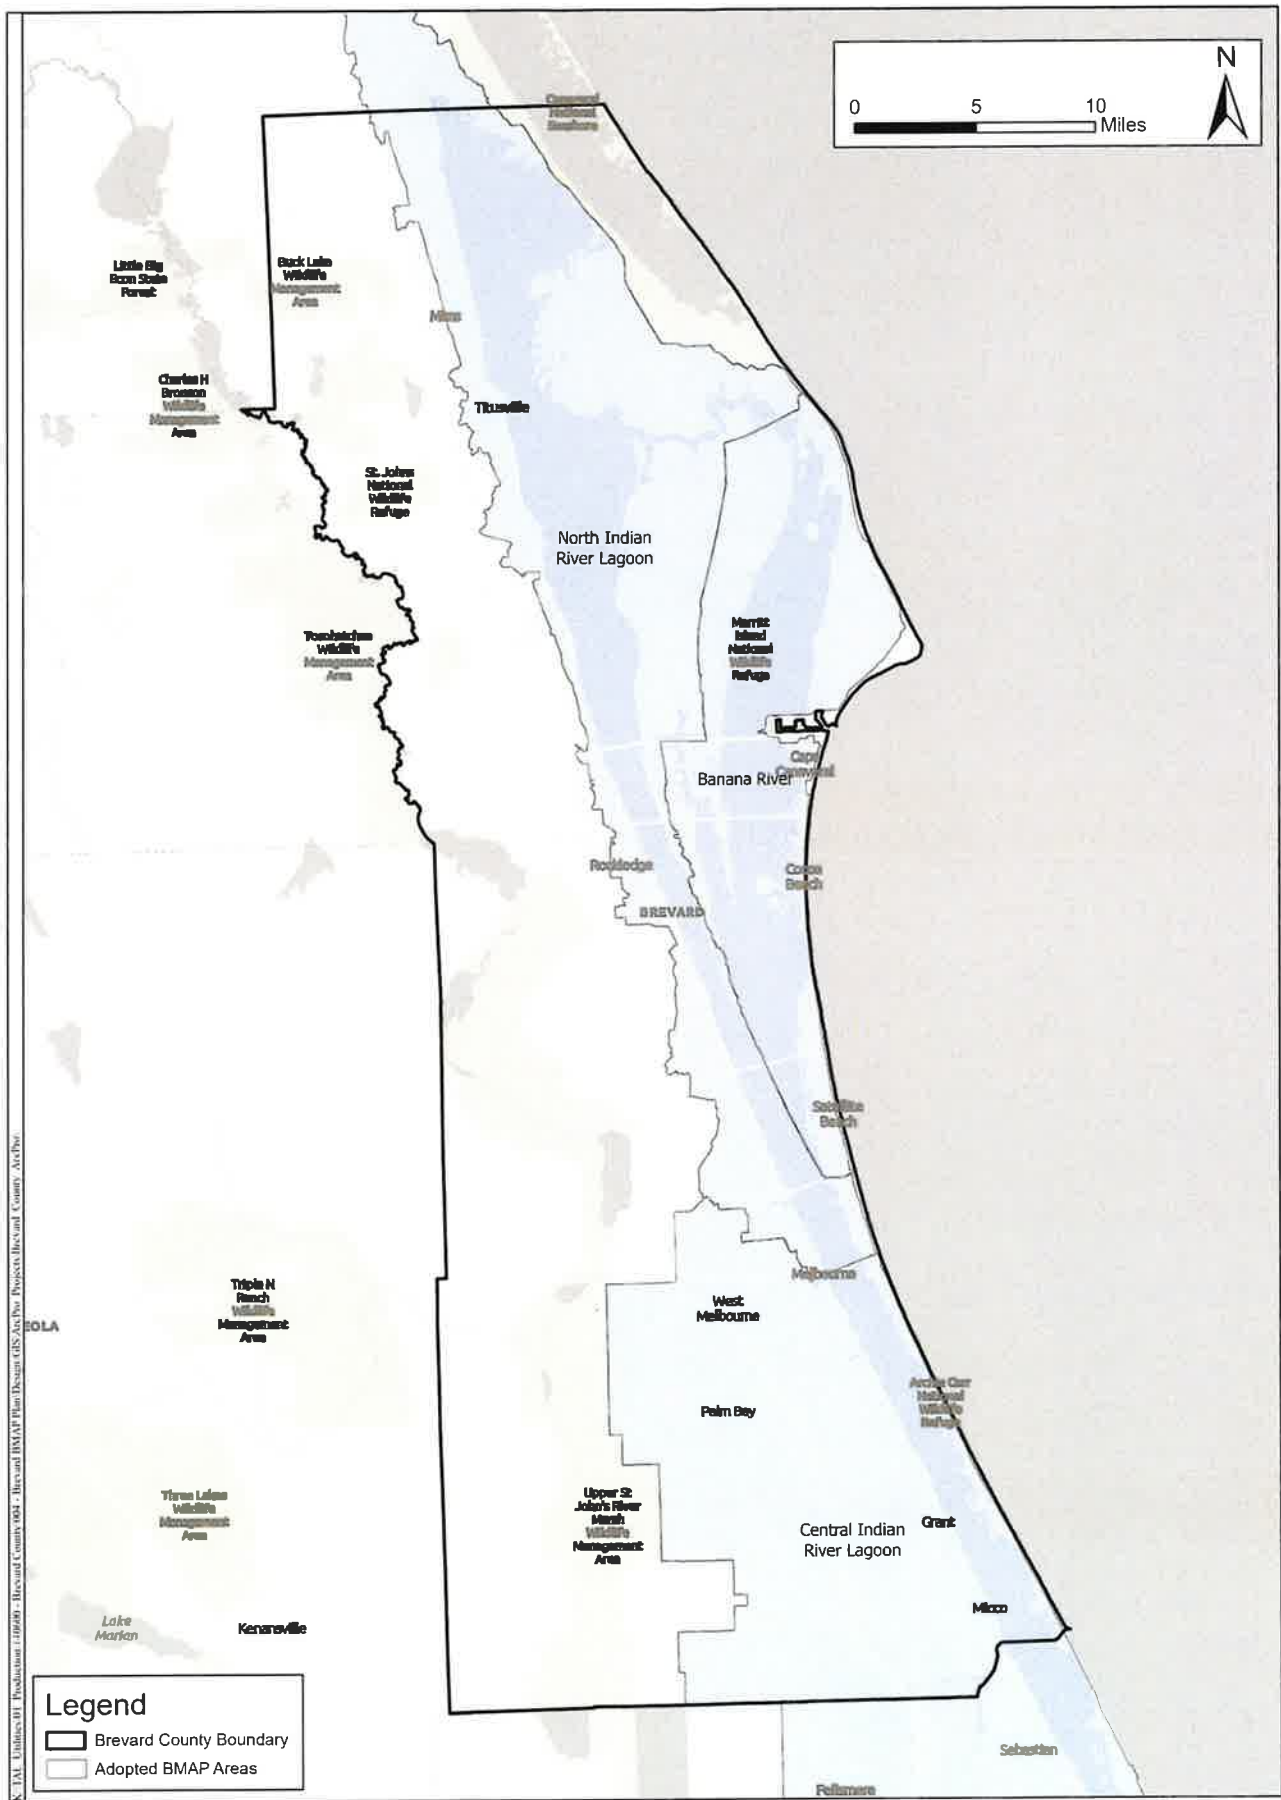 N
0 5 10
Miles
Canaveral
National
Seashore
Little Big
Econ State
Forest
Buck Lake
Wildlife
Management
Area
Mims
Charles H
Bronson
Wildlife
Management
Area
Titusville
St. Johns
National
Wildlife
Refuge
North Indian
River Lagoon
Tosohatchee
Wildlife
Management
Area
Merritt
Island
National
Wildlife
Refuge
Cape
Canaveral
Banana River
Rockledge
Cocoa
Beach
BREVARD
Satellite
Beach
Melbourne
Triple N
Ranch
Wildlife
Management
Area
EOLA
West
Melbourne
Archie Carr
National
Wildlife
Refuge
Palm Bay
Three Lakes
Wildlife
Management
Area
Upper St
John's River
Marsh
Wildlife
Management
Area
Grant
Central Indian
River Lagoon
Micco
Lake
Marian
Kenansville
Legend
Brevard County Boundary
Adopted BMAP Areas
Sebastian
Fellsmere